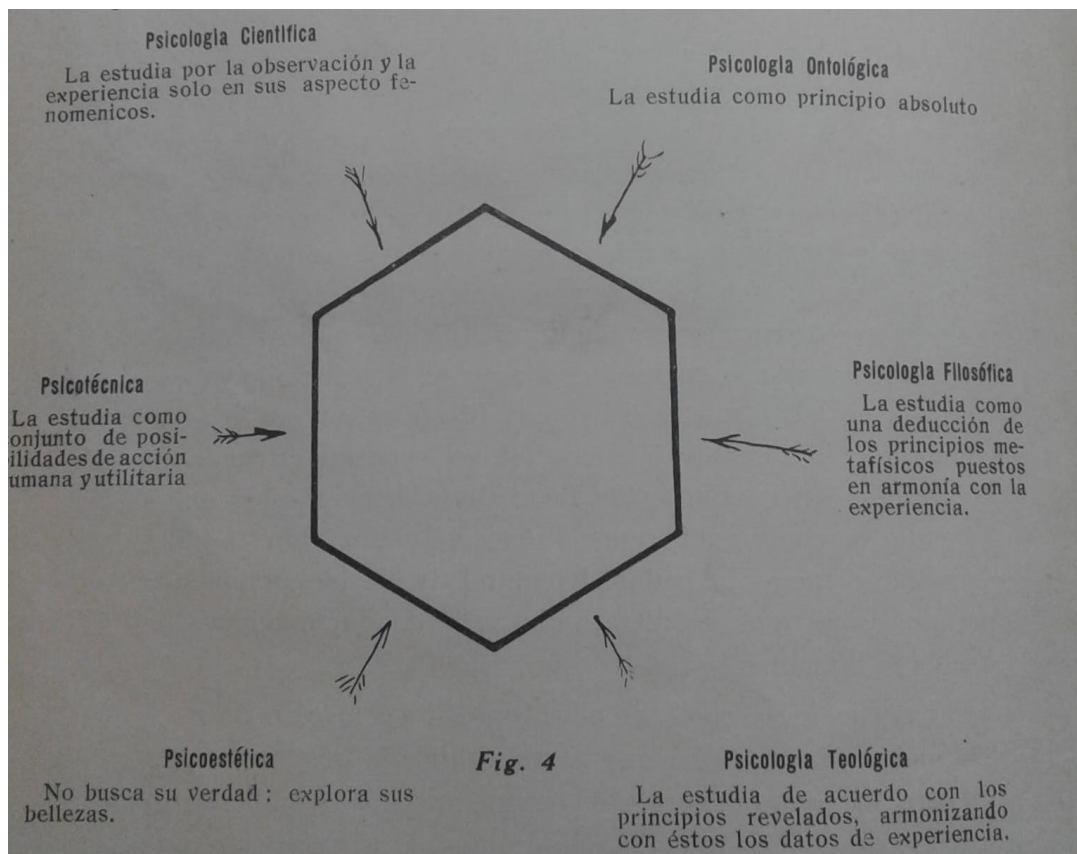 Psicologia Cientifica
La estudia por la observación y la
experiencia solo en sus aspecto fe-
nomenicos.
Psicologia Ontológica
La estudia como principio absoluto
Psicotécnica
La estudia como
onjunto de posi-
ilidades de acción
umana y utilitaria
Psicologia Filosófica
La estudia como
una deducción de
los principios me-
tafísicos puestos
en armonía con la
experiencia.
Psicoestética
No busca su verdad: explora sus
bellezas.
Fig. 4
Psicologia Teológica
La estudia de acuerdo con los
principios revelados, armonizando
con éstos los datos de experiencia.